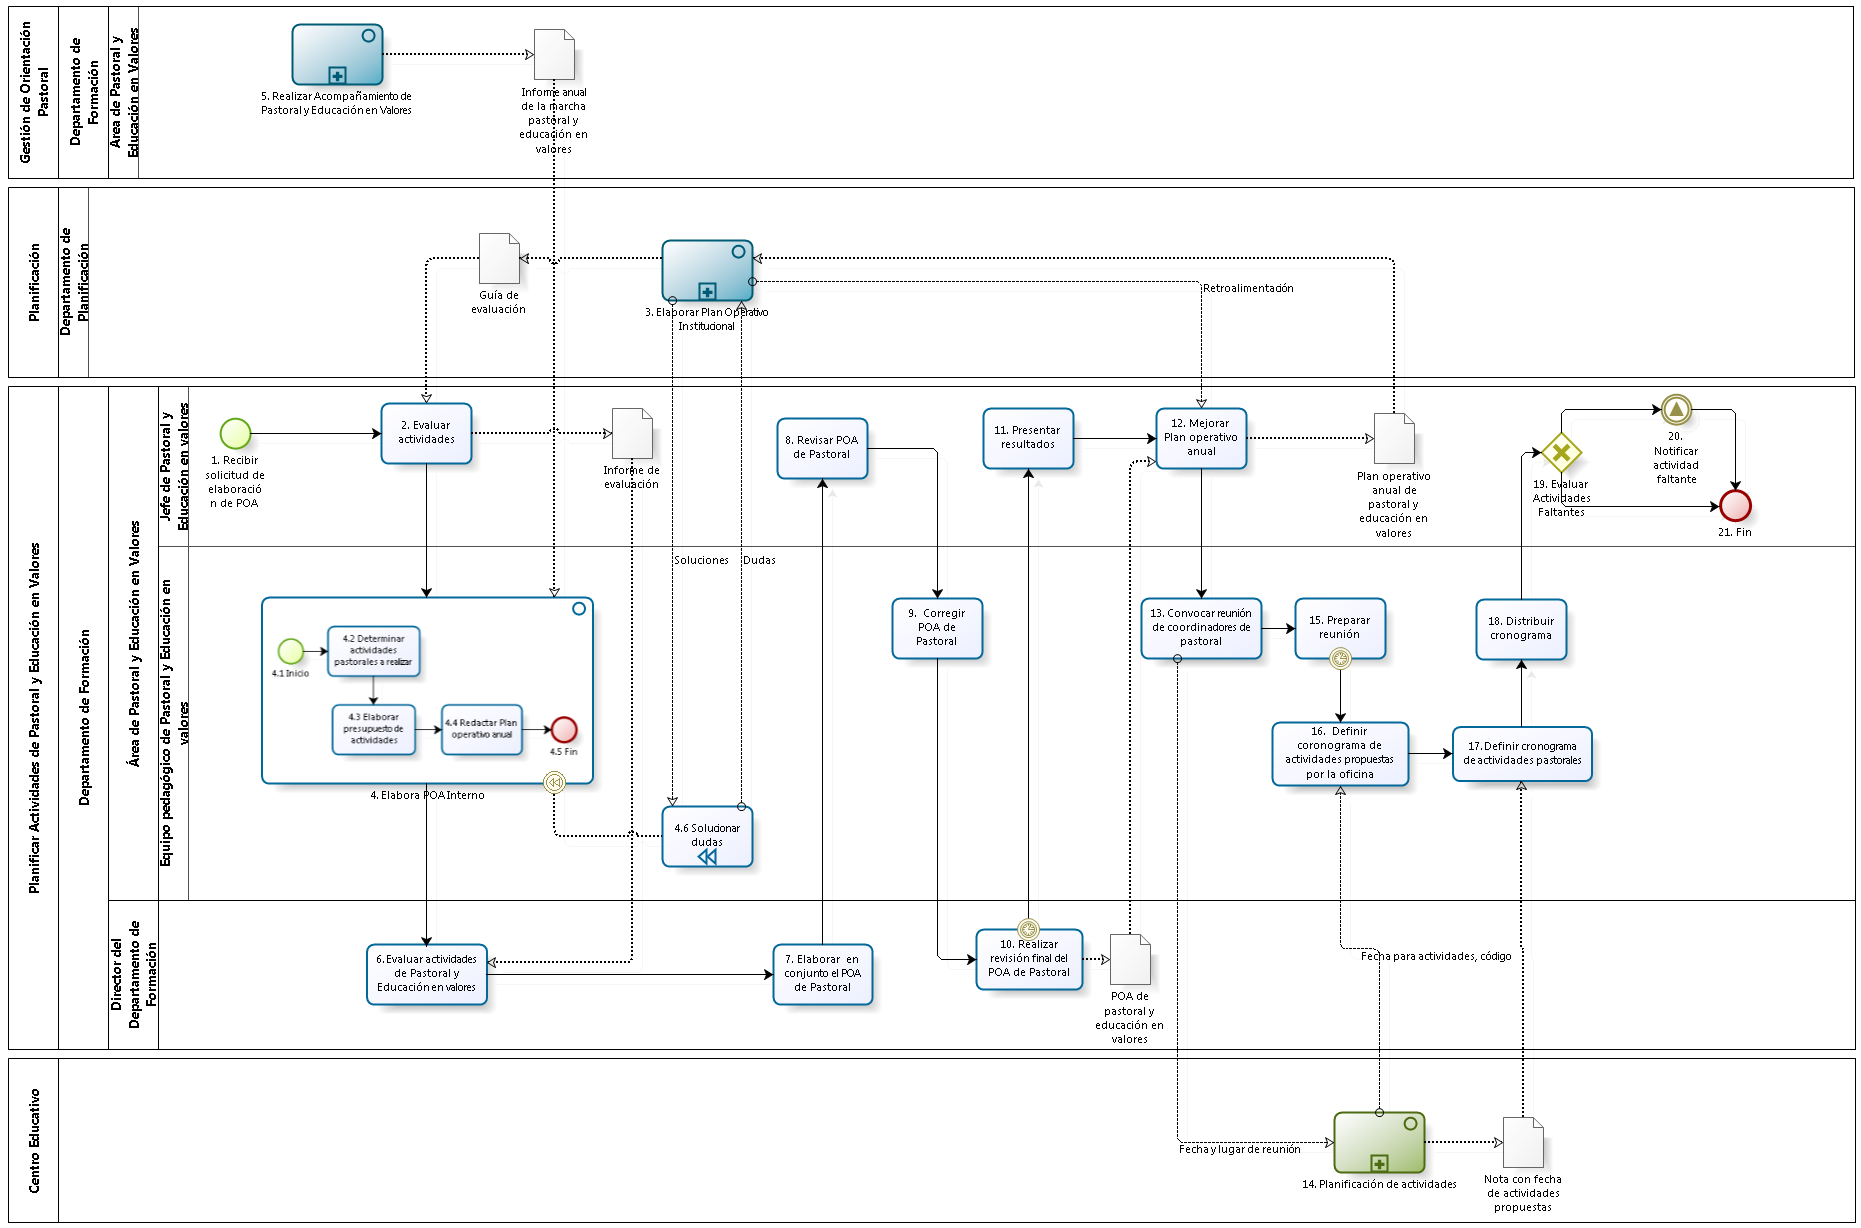 Gestión de Orientación
Pastoral
Departamento de
Formación
Área de Pastoral y
Educación en Valores
5. Realizar Acompañamiento de
Pastoral y Educación en Valores
Informe anual
de la marcha
pastoral y
educación en
valores
Planificación
Departamento de
Planificación
Guía de
evaluación
3. Elaborar Plan Operativo
Institucional
Retroalimentación
Planificar Actividades de Pastoral y Educación en Valores
Departamento de Formación
Área de Pastoral y Educación en Valores
Jefe de Pastoral y
Educación en valores
1. Recibir
solicitud de
elaboració
n de POA
2. Evaluar
actividades
Informe de
evaluación
8. Revisar POA
de Pastoral
11. Presentar
resultados
12. Mejorar
Plan operativo
anual
Plan operativo
anual de
pastoral y
educación en
valores
19. Evaluar
Actividades
Faltantes
20.
Notificar
actividad
faltante
21. Fin
Equipo pedagógico de Pastoral y Educación en
valores
4.1 Inicio
4.2 Determinar
actividades
pastorales a realizar
4.3 Elaborar
presupuesto de
actividades
4.4 Redactar Plan
operativo anual
4.5 Fin
4. Elabora POA Interno
Soluciones
Dudas
4.6 Solucionar
dudas
9. Corregir
POA de
Pastoral
13. Convocar reunión
de coordinadores de
pastoral
15. Preparar
reunión
16. Definir
coronograma de
actividades propuestas
por la oficina
17. Definir cronograma
de actividades pastorales
18. Distribuir
cronograma
Director del
Departamento de
Formación
6. Evaluar actividades
de Pastoral y
Educación en valores
7. Elaborar en
conjunto el POA
de Pastoral
10. Realizar
revisión final del
POA de Pastoral
POA de
pastoral y
educación en
valores
Fecha para actividades, código
Centro Educativo
Fecha y lugar de reunión
14. Planificación de actividades
Nota con fecha
de actividades
propuestas